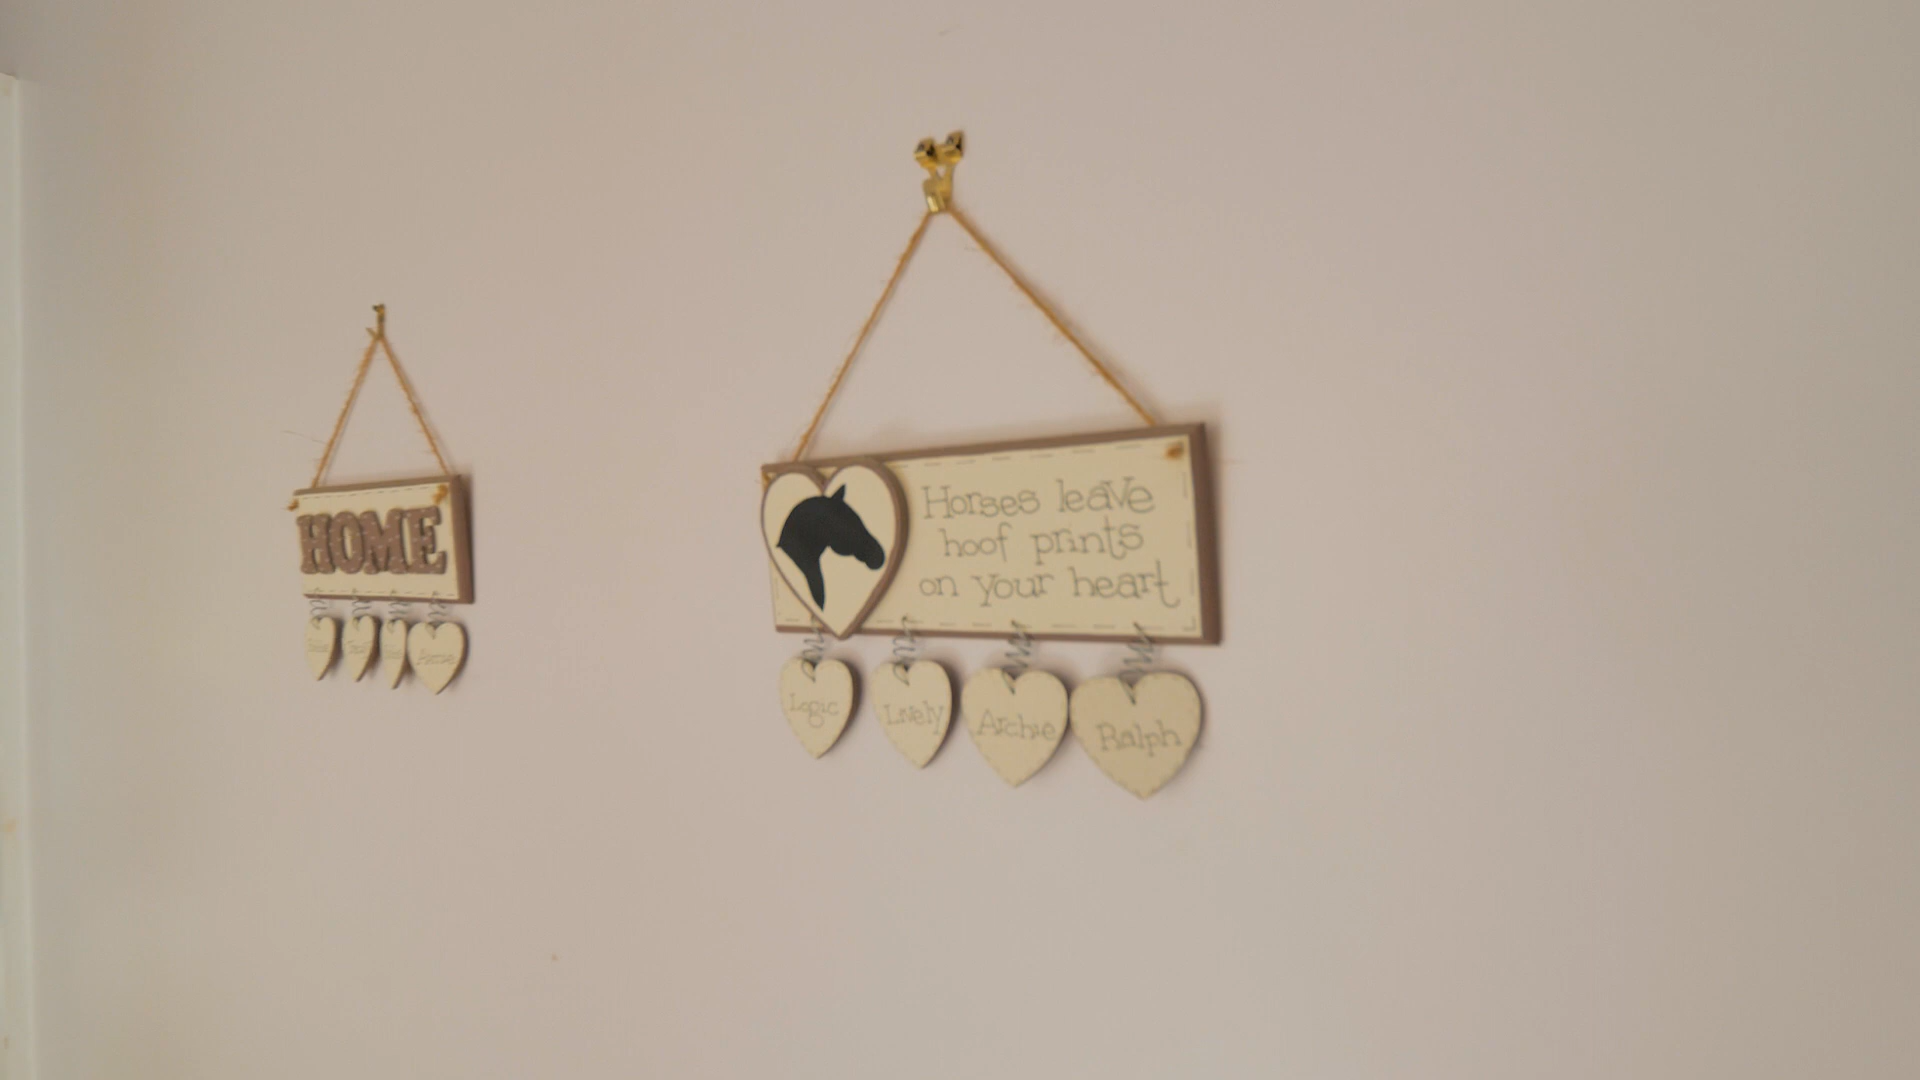 HOME
Horses leave
hoof prints
on your heart
Logic
Lively
Archie
Ralph